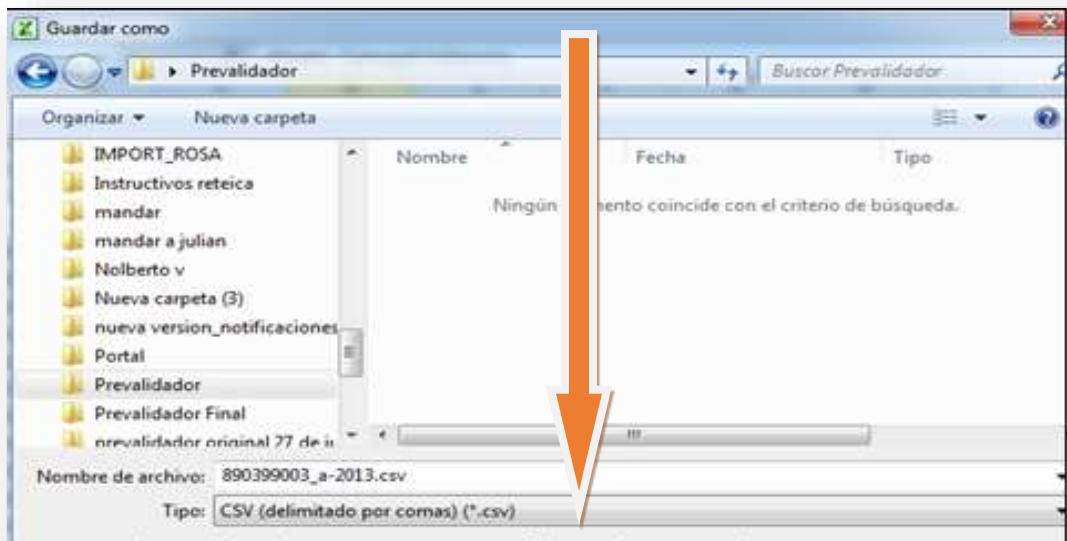 Guardar como
Prevalidador
Buscar Prevalidador
Organizar
Nueva carpeta
IMPORT_ROSA
Instructivos reteica
mandar
mandar a julian
Nolberto v
Nueva carpeta (3)
nueva version_notificaciones
Portal
Prevalidador
Prevalidador Final
prevalidador original 27 de
Nombre
Fecha
Tipo
Ningún coincide con el criterio de búsqueda.
Nombre de archivo: 890399003_a-2013.csv
Tipo: CSV (delimitado por comas) (*.csv)